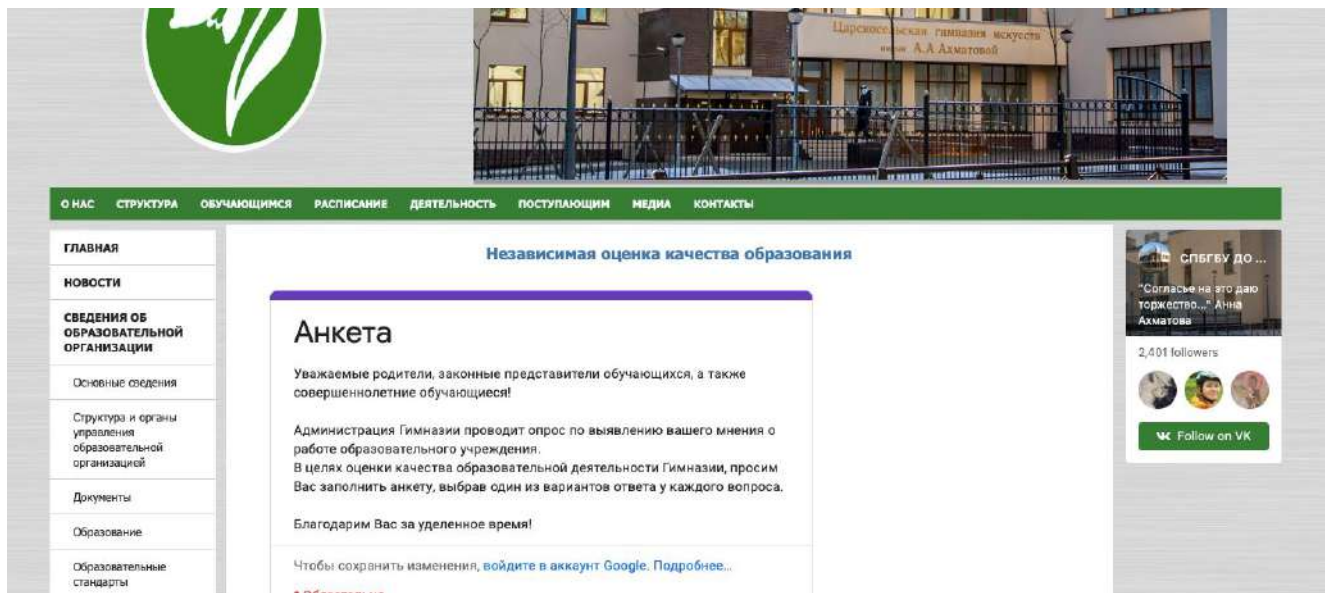 Царскосельская гимназия искусств
имени А.А Ахматовой
О НАС СТРУКТУРА ОБУЧАЮЩИМСЯ РАСПИСАНИЕ ДЕЯТЕЛЬНОСТЬ ПОСТУПАЮЩИМ МЕДИА КОНТАКТЫ
ГЛАВНАЯ
НОВОСТИ
СВЕДЕНИЯ ОБ
ОБРАЗОВАТЕЛЬНОЙ
ОРГАНИЗАЦИИ
Основные сведения
Структура и органы
управления
образовательной
организацией
Документы
Образование
Образовательные
стандарты
Независимая оценка качества образования
Анкета
Уважаемые родители, законные представители обучающихся, а также
совершеннолетние обучающиеся!
Администрация Гимназии проводит опрос по выявлению вашего мнения о
работе образовательного учреждения.
В целях оценки качества образовательной деятельности Гимназии, просим
Вас заполнить анкету, выбрав один из вариантов ответа у каждого вопроса.
Благодарим Вас за уделенное время!
Чтобы сохранить изменения, войдите в аккаунт Google. Подробнее...
СПБГБУ ДО ...
"Согласье на это даю
торжество..." Анна
Ахматова
2,401 followers
Follow on VK